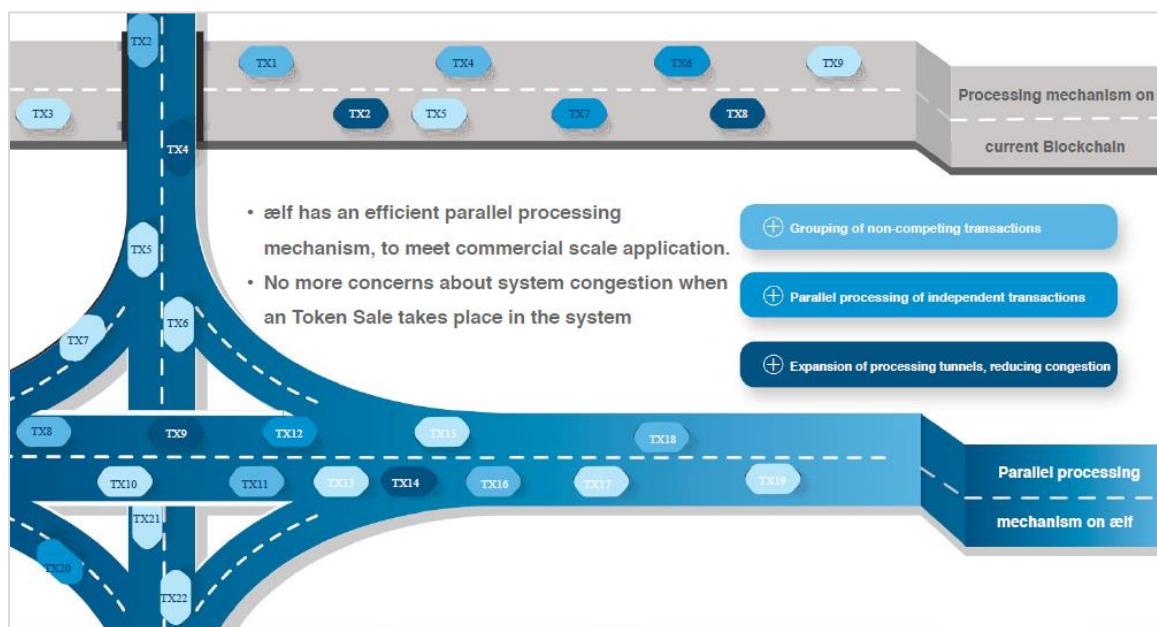 TX2
TX1
TX4
TX6
TX9
TX3
TX2
TX5
TX7
TX8
Processing mechanism on
current Blockchain
TX4
• ælf has an efficient parallel processing
mechanism, to meet commercial scale application.
• No more concerns about system congestion when
an Token Sale takes place in the system
Grouping of non-competing transactions
Parallel processing of independent transactions
Expansion of processing tunnels, reducing congestion
TX5
TX6
TX7
TX8
TX9
TX12
TX15
TX18
TX10
TX11
TX13
TX14
TX16
TX17
TX19
Parallel processing
mechanism on ælf
TX21
TX20
TX22